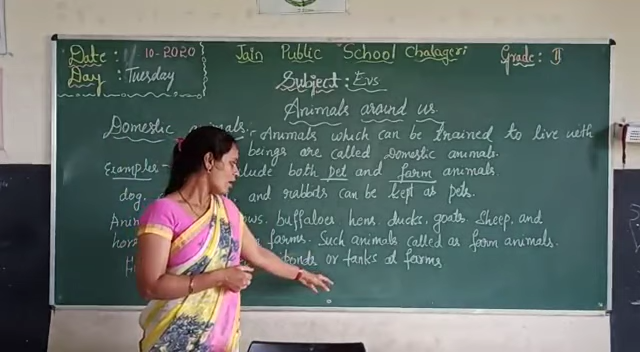 Date : 10-2020
Day : Tuesday
Jain Public School Chalageri
Grade : II
Subject : Evs
Animals around us.
Domestic animals :- Animals which can be trained to live with
beings are called Domestic animals.
Examples - include both pet and farm animals
dog, and rabbits can be kept as pets.
buffaloes, hens, ducks, goats, Sheep, and
farms. Such animals called as farm animals.
ponds or tanks at farms